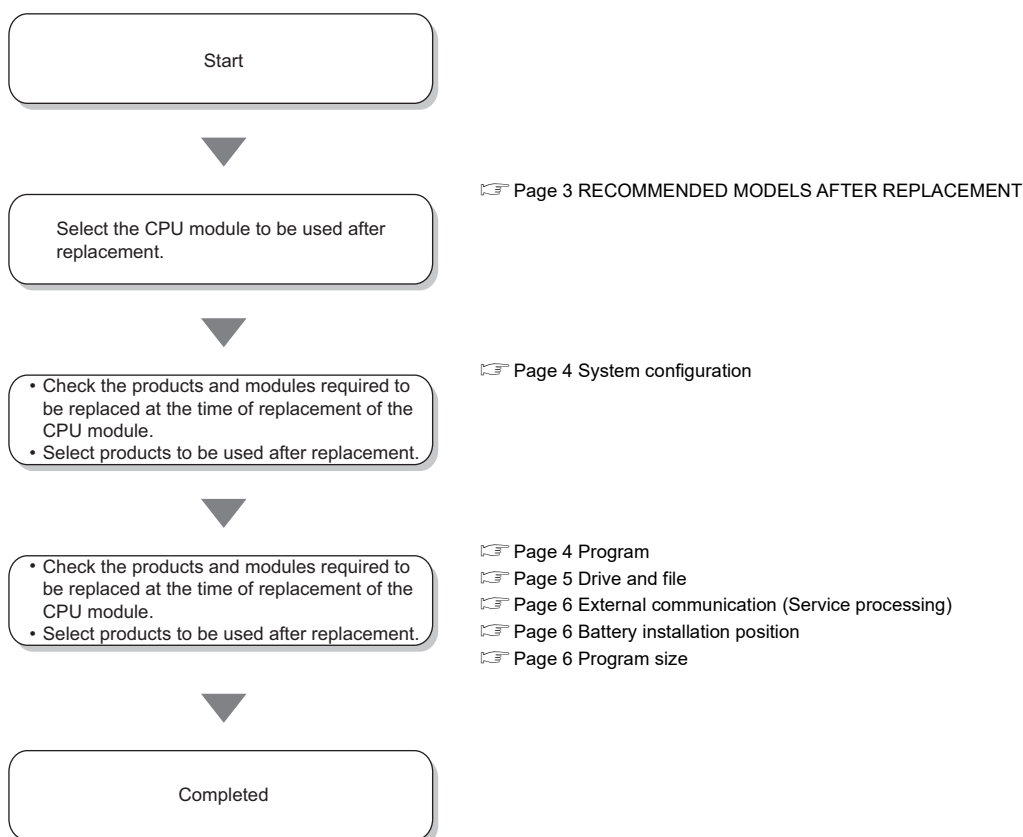 Start
Page 3 RECOMMENDED MODELS AFTER REPLACEMENT
Select the CPU module to be used after
replacement.
Page 4 System configuration
• Check the products and modules required to
be replaced at the time of replacement of the
CPU module.
• Select products to be used after replacement.
Page 4 Program
Page 5 Drive and file
Page 6 External communication (Service processing)
Page 6 Battery installation position
Page 6 Program size
• Check the products and modules required to
be replaced at the time of replacement of the
CPU module.
• Select products to be used after replacement.
Completed